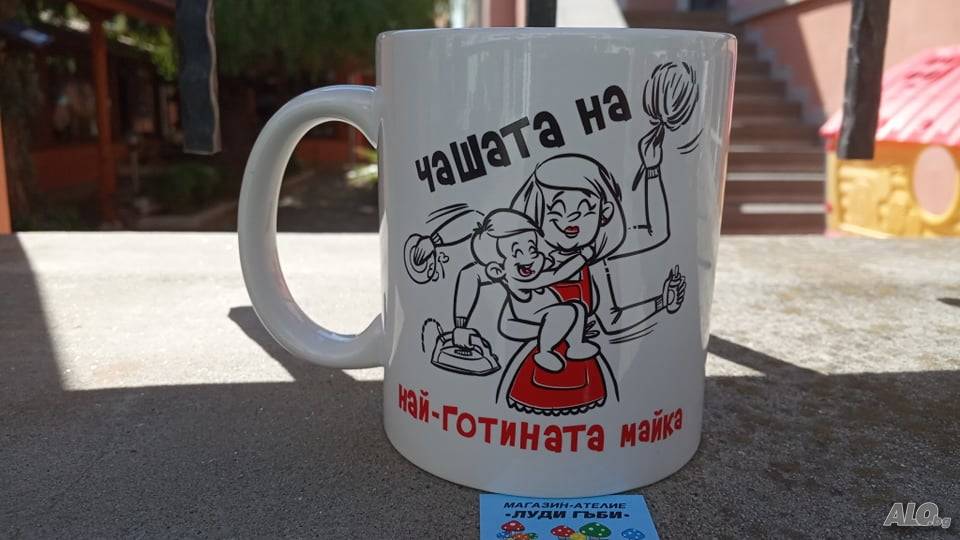 ЧАШАТА НА
НАЙ-ГОТИНАТА МАЙКА
МАГАЗИН-АТЕЛИЕ
-ЛУДИ ГЪБИ-
ALO.bg